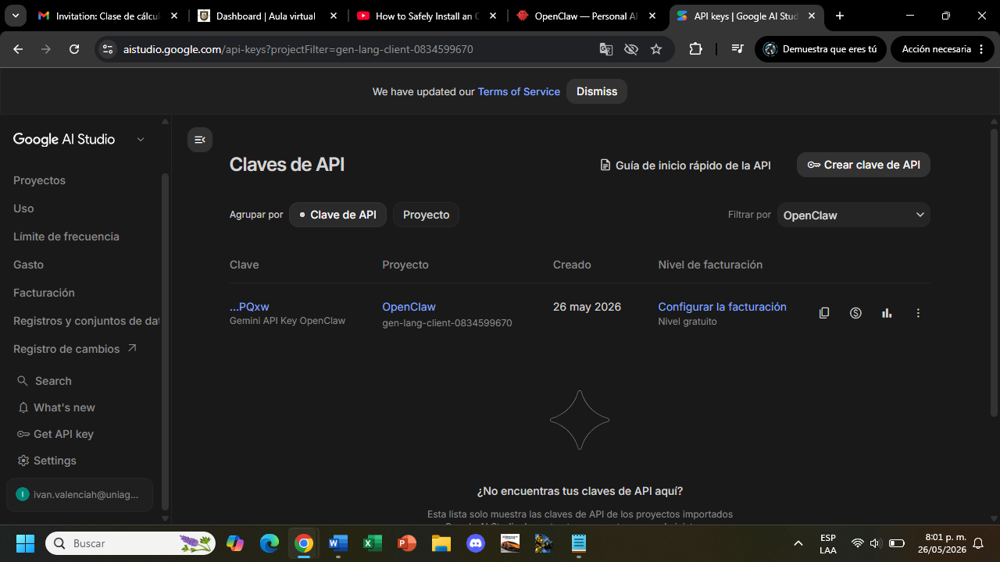 Invitation: Clase de cálcul
Dashboard | Aula virtual
How to Safely Install an O
OpenClaw — Personal AI
API keys | Google AI Stud
aistudio.google.com/api-keys?projectFilter=gen-lang-client-0834599670
Demuestra que eres tú
Acción necesaria
We have updated our Terms of Service
Dismiss
Google AI Studio
Proyectos
Uso
Límite de frecuencia
Gasto
Facturación
Registros y conjuntos de dat
Registro de cambios
Search
What's new
Get API key
Settings
I
ivan.valenciah@uniag...
Claves de API
Guía de inicio rápido de la API
Crear clave de API
Agrupar por
Clave de API
Proyecto
Filtrar por
OpenClaw
Clave
Proyecto
Creado
Nivel de facturación
...PQxw
OpenClaw
26 may 2026
Configurar la facturación
Gemini API Key OpenClaw
gen-lang-client-0834599670
Nivel gratuito
¿No encuentras tus claves de API aquí?
Esta lista solo muestra las claves de API de los proyectos importados
Buscar
ESP
LAA
8:01 p. m.
26/05/2026